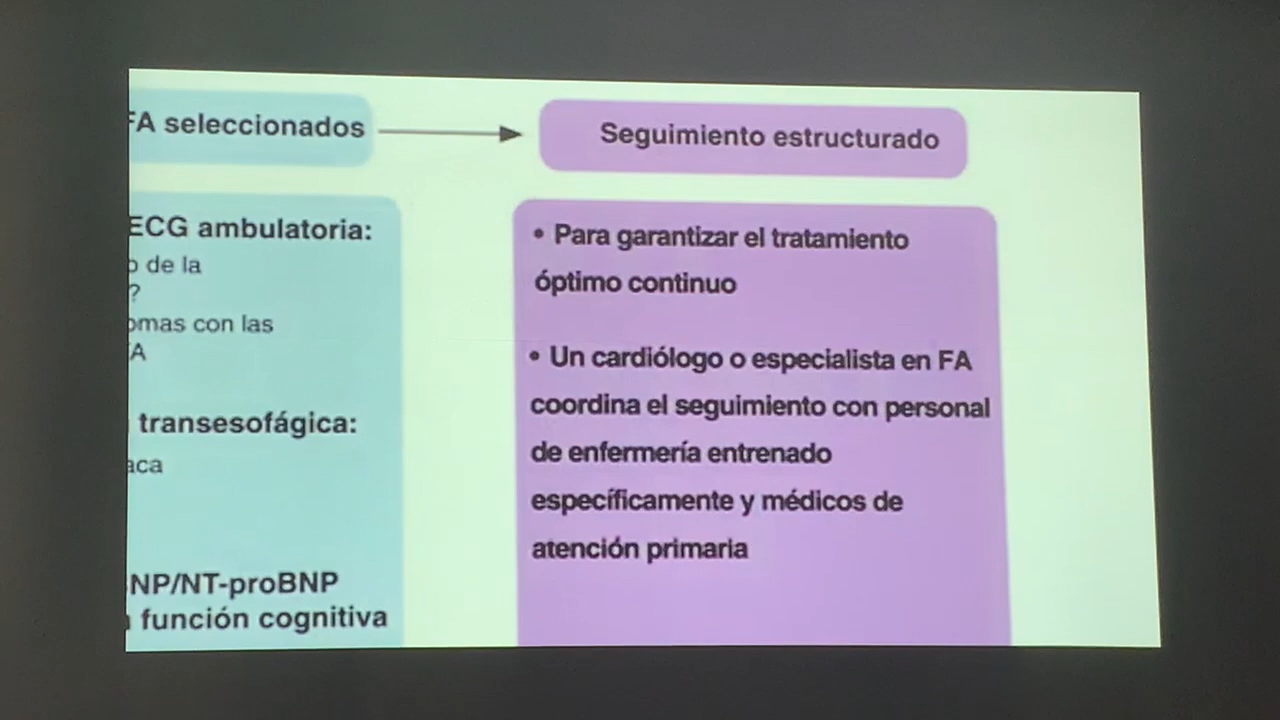 FA seleccionados
Seguimiento estructurado
ECG ambulatoria:
de la
?
con las
FA
transesofágica:
NP/NT-proBNP
función cognitiva
• Para garantizar el tratamiento
óptimo continuo
• Un cardiólogo o especialista en FA
coordina el seguimiento con personal
de enfermería entrenado
específicamente y médicos de
atención primaria